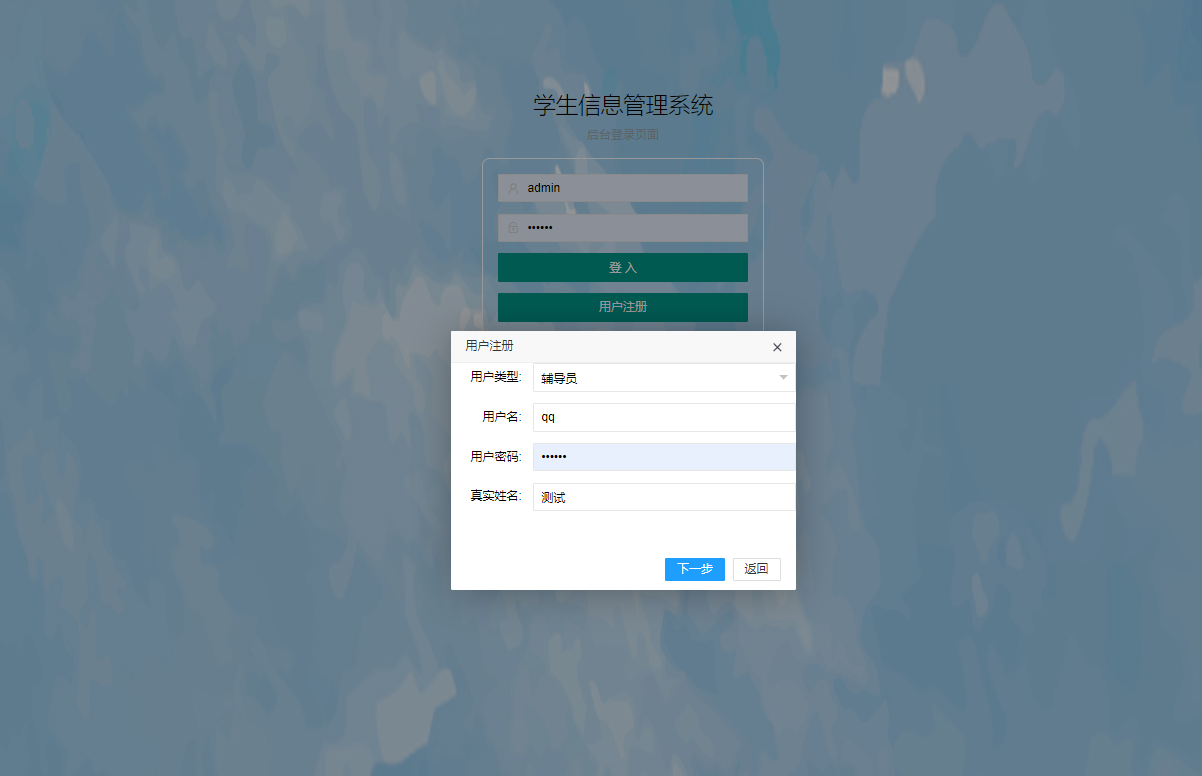 学生信息管理系统
后台登录页面
admin
••••••
登 入
用户注册
用户注册
用户类型: 辅导员
用户名: qq
用户密码: ••••••
真实姓名: 测试
下一步 返回